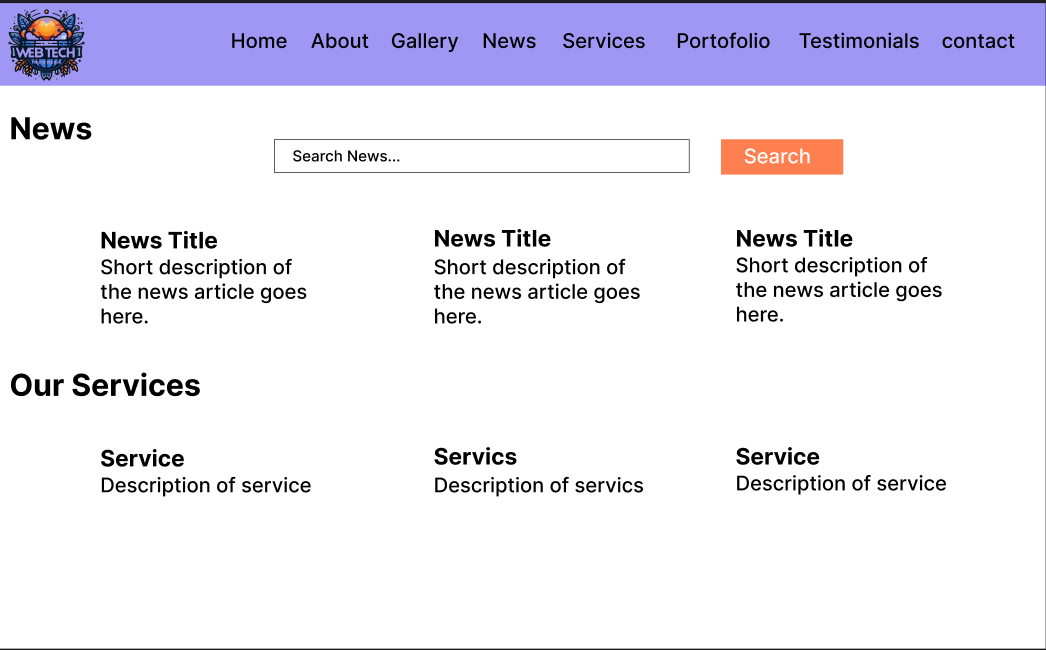 WEB TECH
Home About Gallery News Services Portofolio Testimonials contact
News
Search News... Search
News Title News Title News Title
Short description of Short description of Short description of
the news article goes the news article goes the news article goes
here. here. here.
Our Services
Service Servics Service
Description of service Description of servics Description of service